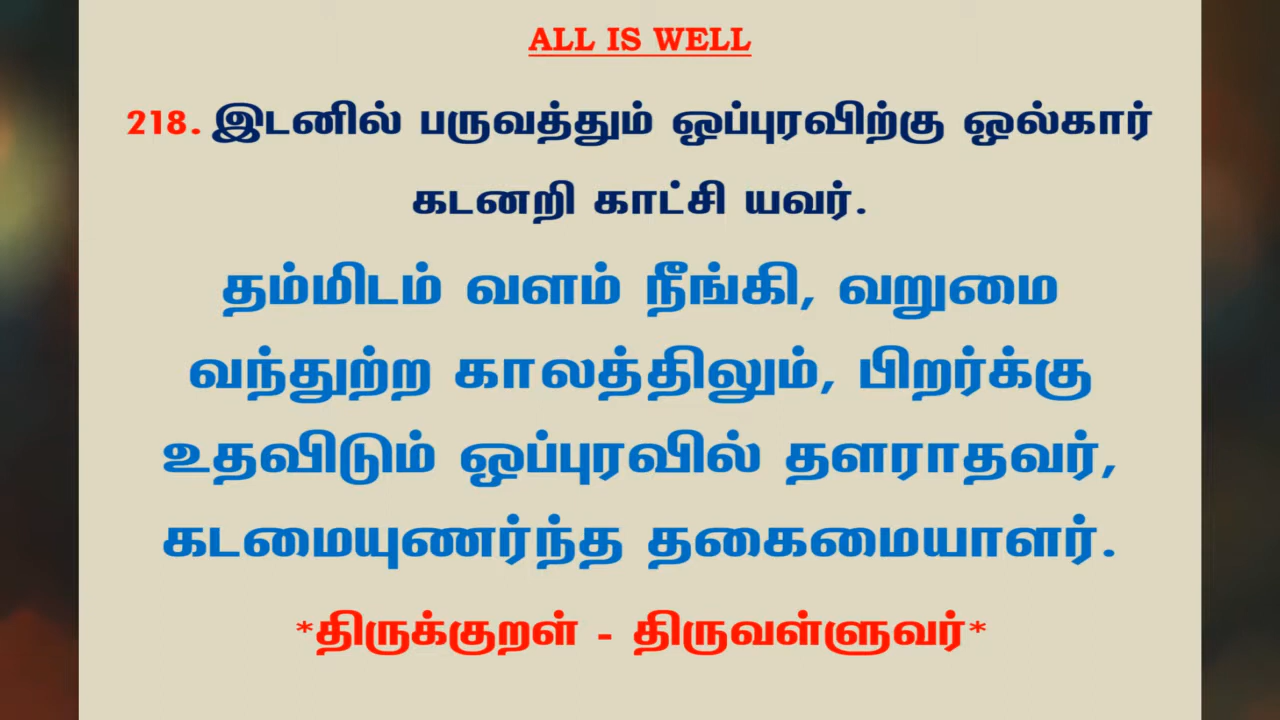 ALL IS WELL
218. இடனில் பருவத்தும் ஒப்புரவிற்கு ஒல்கார்
கடனறி காட்சி யவர்.
தம்மிடம் வளம் நீங்கி, வறுமை
வந்துற்ற காலத்திலும், பிறர்க்கு
உதவிடும் ஒப்புரவில் தளராதவர்,
கடமையுணர்ந்த தகைமையாளர்.
*திருக்குறள் - திருவள்ளுவர்*